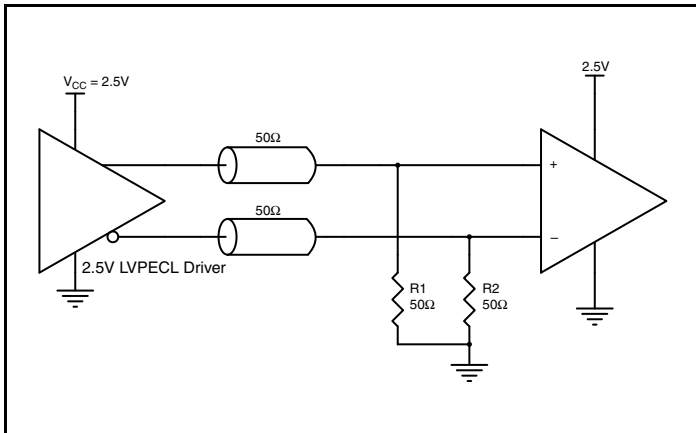 V_CC = 2.5V
2.5V
50Ω
50Ω
+
–
2.5V LVPECL Driver
R1
50Ω
R2
50Ω